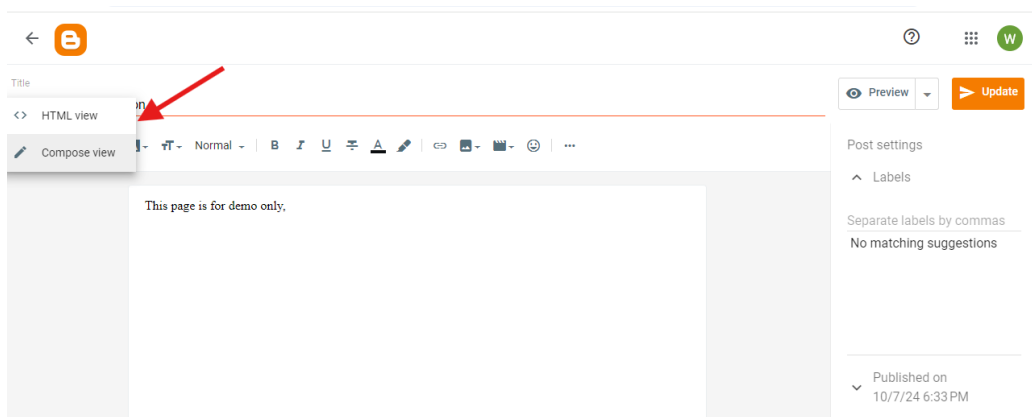 W
Title
on
<> HTML view
Preview
Update
Compose view
Normal
B I U A
Post settings
Labels
This page is for demo only,
Separate labels by commas
No matching suggestions
Published on
10/7/24 6:33 PM